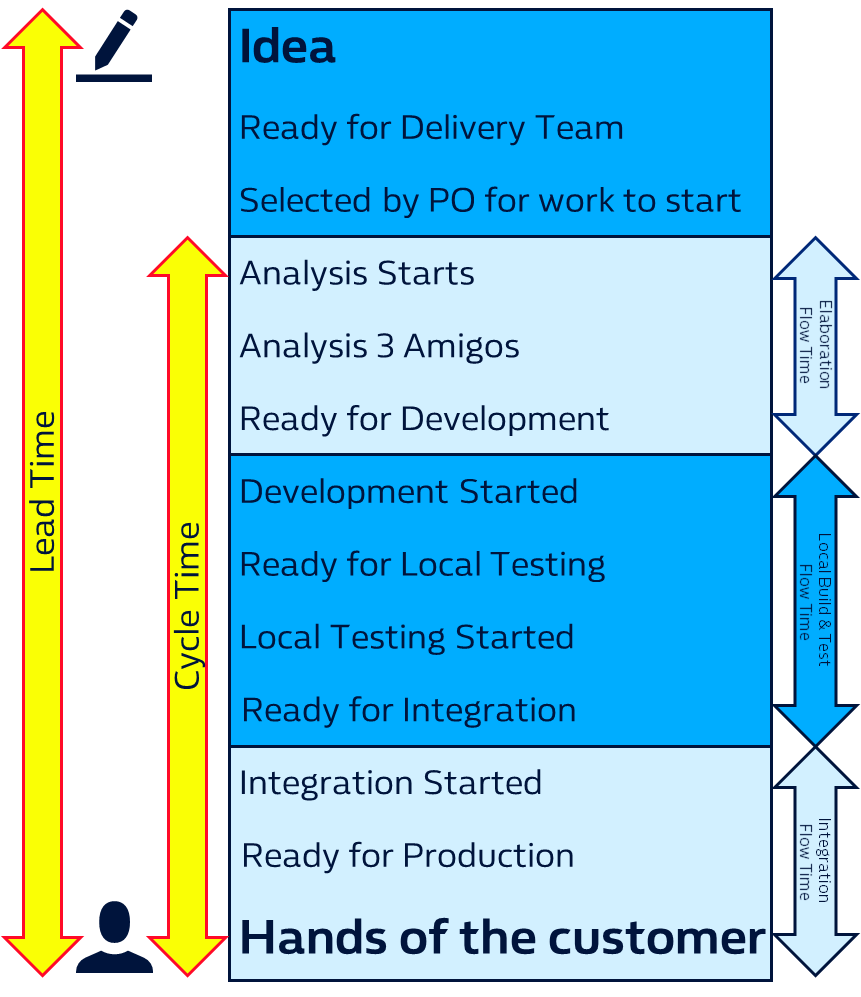 Idea
Ready for Delivery Team
Selected by PO for work to start
Analysis Starts
Analysis 3 Amigos
Ready for Development
Development Started
Ready for Local Testing
Local Testing Started
Ready for Integration
Integration Started
Ready for Production
Hands of the customer
Lead Time
Cycle Time
Elaboration
Flow Time
Local Build & Test
Flow Time
Integration
Flow Time